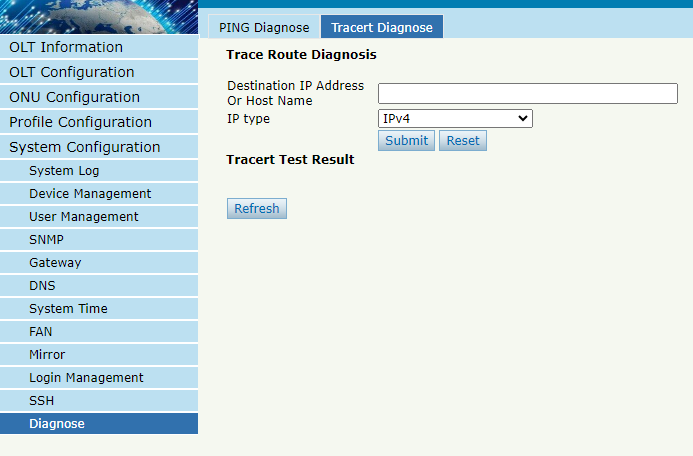 PING Diagnose
Tracert Diagnose
OLT Information
OLT Configuration
ONU Configuration
Profile Configuration
System Configuration
System Log
Device Management
User Management
SNMP
Gateway
DNS
System Time
FAN
Mirror
Login Management
SSH
Diagnose
Trace Route Diagnosis
Destination IP Address
Or Host Name
IP type
IPv4
Submit
Reset
Tracert Test Result
Refresh